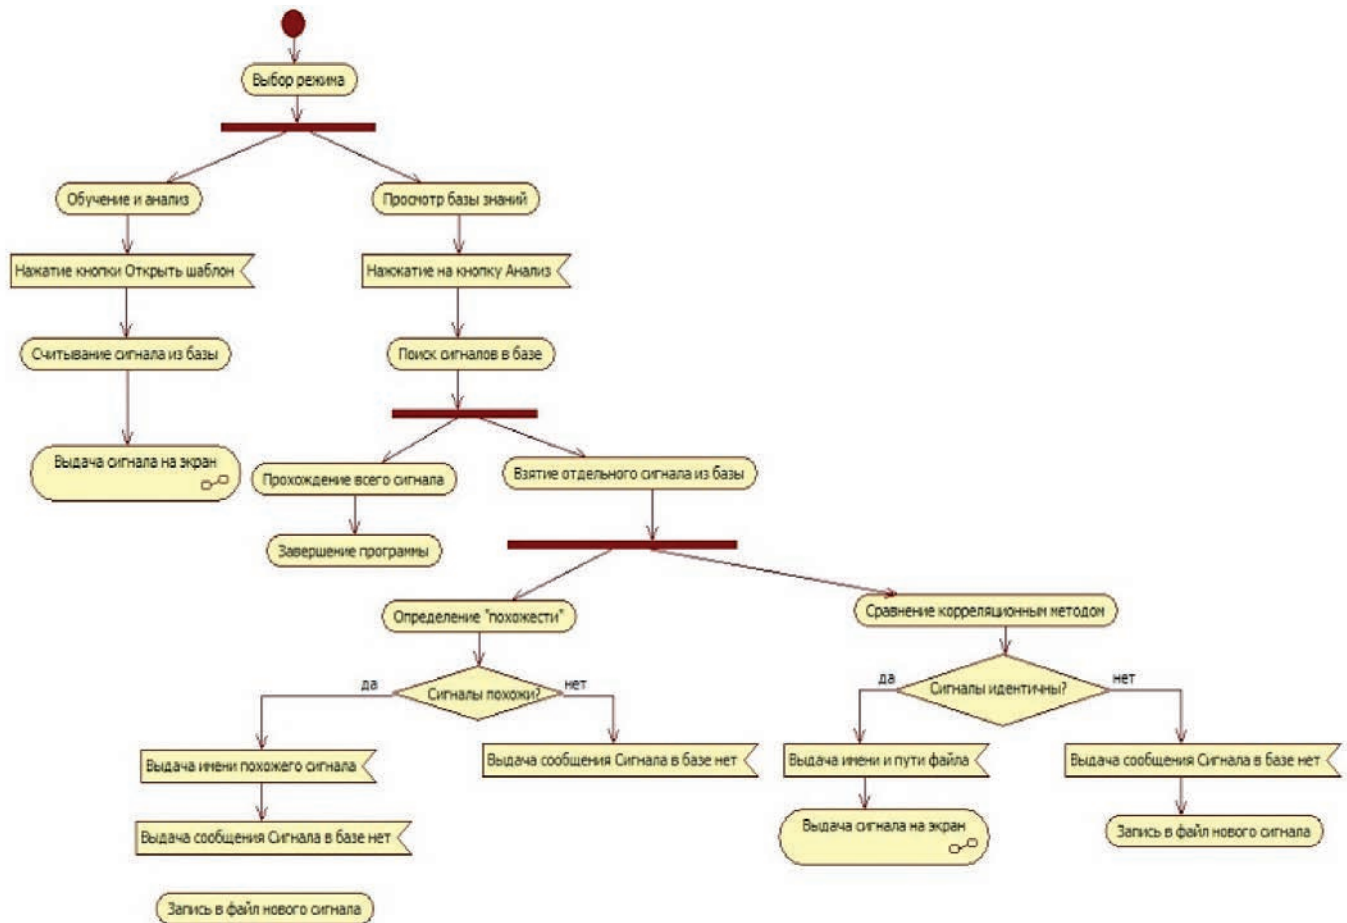 Выбор режима
Обучение и анализ
Просмотр базы знаний
Нажатие кнопки Открыть шаблон
Нажжатие на кнопку Анализ
Считывание сигнала из базы
Поиск сигналов в базе
Выдача сигнала на экран
Прохождение всего сигнала
Взятие отдельного сигнала из базы
Завершение программы
Определение "похожести"
Сравнение корреляционным методом
да
Сигналы похожи?
нет
да
Сигналы идентичны?
нет
Выдача имени похожего сигнала
Выдача сообщения Сигнала в базе нет
Выдача имени и пути файла
Выдача сообщения Сигнала в базе нет
Выдача сообщения Сигнала в базе нет
Выдача сигнала на экран
Запись в файл нового сигнала
Запись в файл нового сигнала